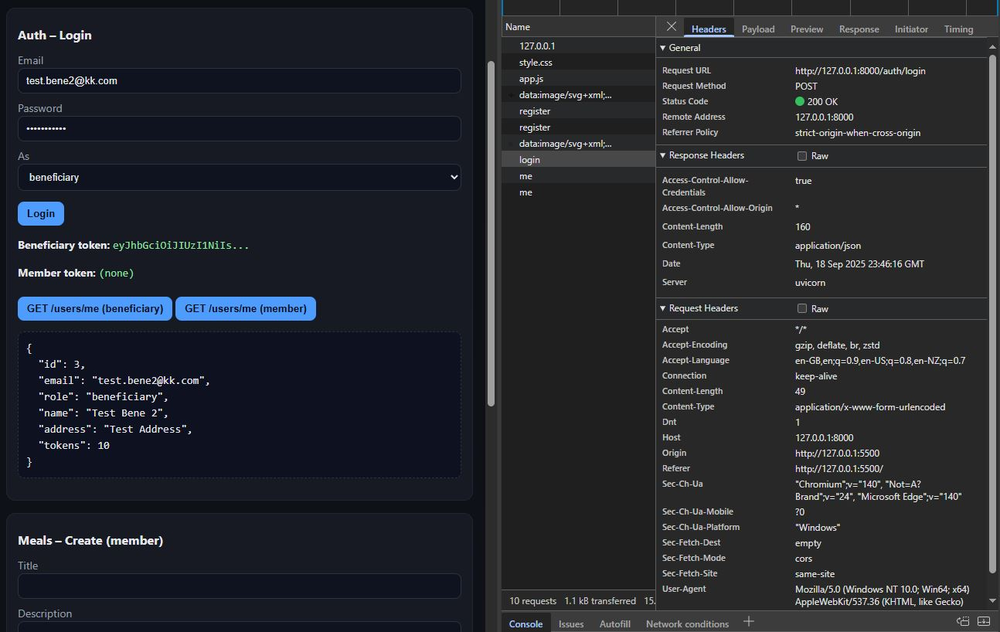 Auth – Login
Email
test.bene2@kk.com
Password
•••••••••••
As
beneficiary
Login
Beneficiary token: eyJhbGciOiJIUzI1NiIs...
Member token: (none)
GET /users/me (beneficiary)
GET /users/me (member)
{
"id": 3,
"email": "test.bene2@kk.com",
"role": "beneficiary",
"name": "Test Bene 2",
"address": "Test Address",
"tokens": 10
}
Meals – Create (member)
Title
Description
Name
127.0.0.1
style.css
app.js
data:image/svg+xml;...
register
register
data:image/svg+xml;...
login
me
me
10 requests 1.1 kB transferred 15.
Headers Payload Preview Response Initiator Timing
General
Request URL http://127.0.0.1:8000/auth/login
Request Method POST
Status Code 200 OK
Remote Address 127.0.0.1:8000
Referrer Policy strict-origin-when-cross-origin
Response Headers Raw
Access-Control-Allow-Credentials true
Access-Control-Allow-Origin *
Content-Length 160
Content-Type application/json
Date Thu, 18 Sep 2025 23:46:16 GMT
Server uvicorn
Request Headers Raw
Accept */*
Accept-Encoding gzip, deflate, br, zstd
Accept-Language en-GB,en;q=0.9,en-US;q=0.8,en-NZ;q=0.7
Connection keep-alive
Content-Length 49
Content-Type application/x-www-form-urlencoded
Dnt 1
Host 127.0.0.1:8000
Origin http://127.0.0.1:5500
Referer http://127.0.0.1:5500/
Sec-Ch-Ua "Chromium";v="140", "Not=A?
Brand";v="24", "Microsoft Edge";v="140"
Sec-Ch-Ua-Mobile ?0
Sec-Ch-Ua-Platform "Windows"
Sec-Fetch-Dest empty
Sec-Fetch-Mode cors
Sec-Fetch-Site same-site
User-Agent Mozilla/5.0 (Windows NT 10.0; Win64; x64)
AppleWebKit/537.36 (KHTML, like Gecko)
Console Issues Autofill Network conditions